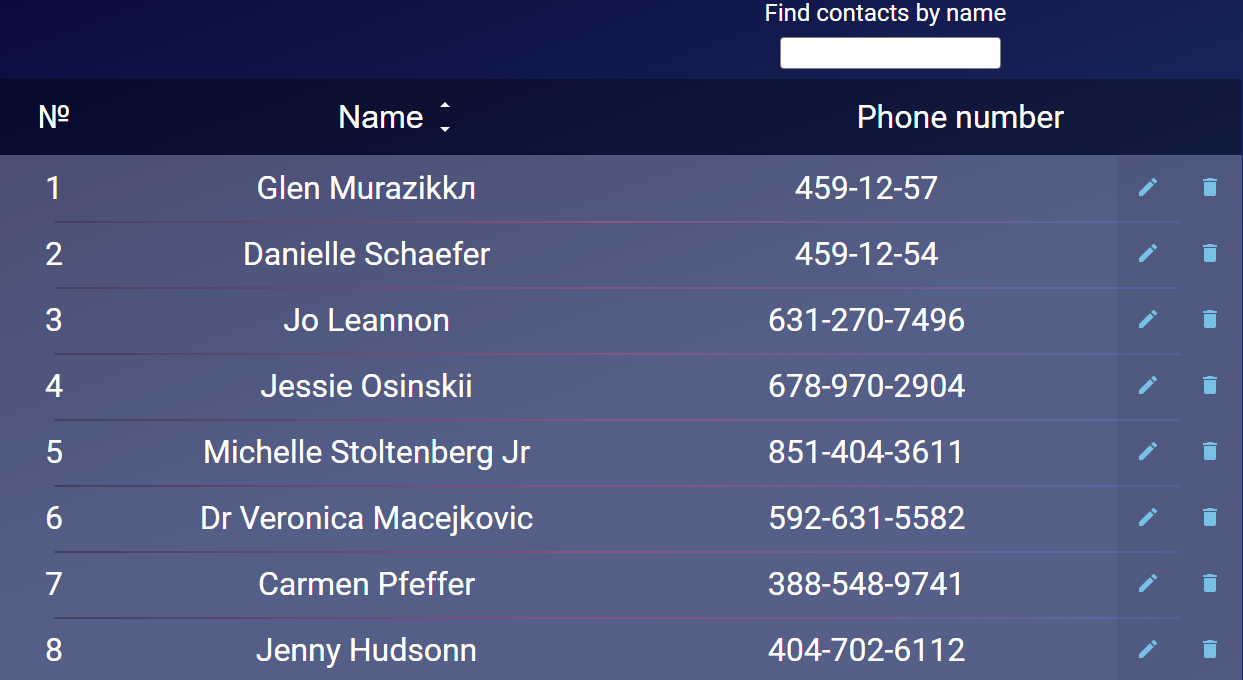 Find contacts by name
№ Name Phone number
1 Glen Murazikkл 459-12-57
2 Danielle Schaefer 459-12-54
3 Jo Leannon 631-270-7496
4 Jessie Osinskii 678-970-2904
5 Michelle Stoltenberg Jr 851-404-3611
6 Dr Veronica Macejkovic 592-631-5582
7 Carmen Pfeffer 388-548-9741
8 Jenny Hudsonn 404-702-6112